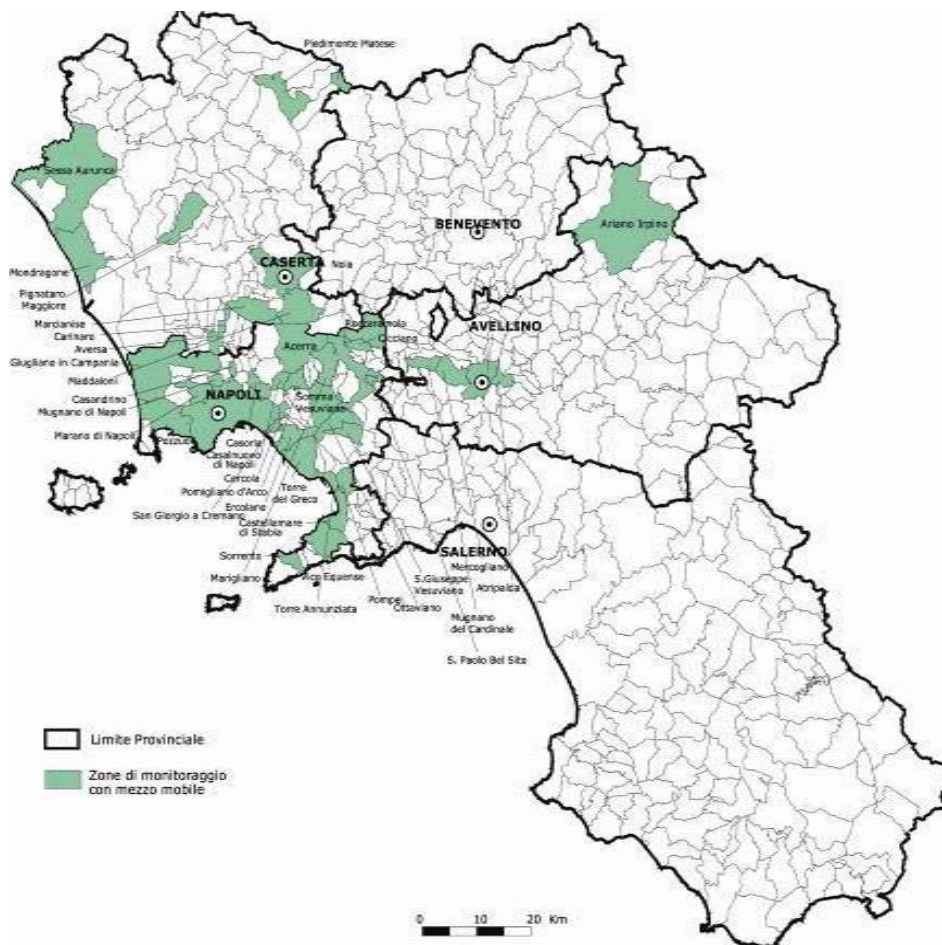 Piedimonte Matese
Sessa Aurunca
Ariano Irpino
BENEVENTO
CASERTA
Nola
Mondragone
Pignataro
Maggiore
Marcianese
Carinaro
Aversa
Giugliano in Campania
Maddaloni
Casandrino
Mugnano di Napoli
Marano di Napoli
Roccarainola
Cicciano
AVELLINO
Acerra
NAPOLI
Somma
Vesuviana
Pozzuoli
Casoria
Casalnuovo
di Napoli
Cercola
Pomigliano d'Arco
Torre
del Greco
Ercolano
San Giorgio a Cremano
Castellamare
di Stabia
SALERNO
Sorrento
Mercogliano
Marigliano
Vico Equense
S.Giuseppe
Vesuviano
Atripalda
Torre Annunziata
Pompei
Ottaviano
Mugnano
del Cardinale
S. Paolo Bel Sito
Limite Provinciale
Zone di monitoraggio
con mezzo mobile
0 10 20 Km